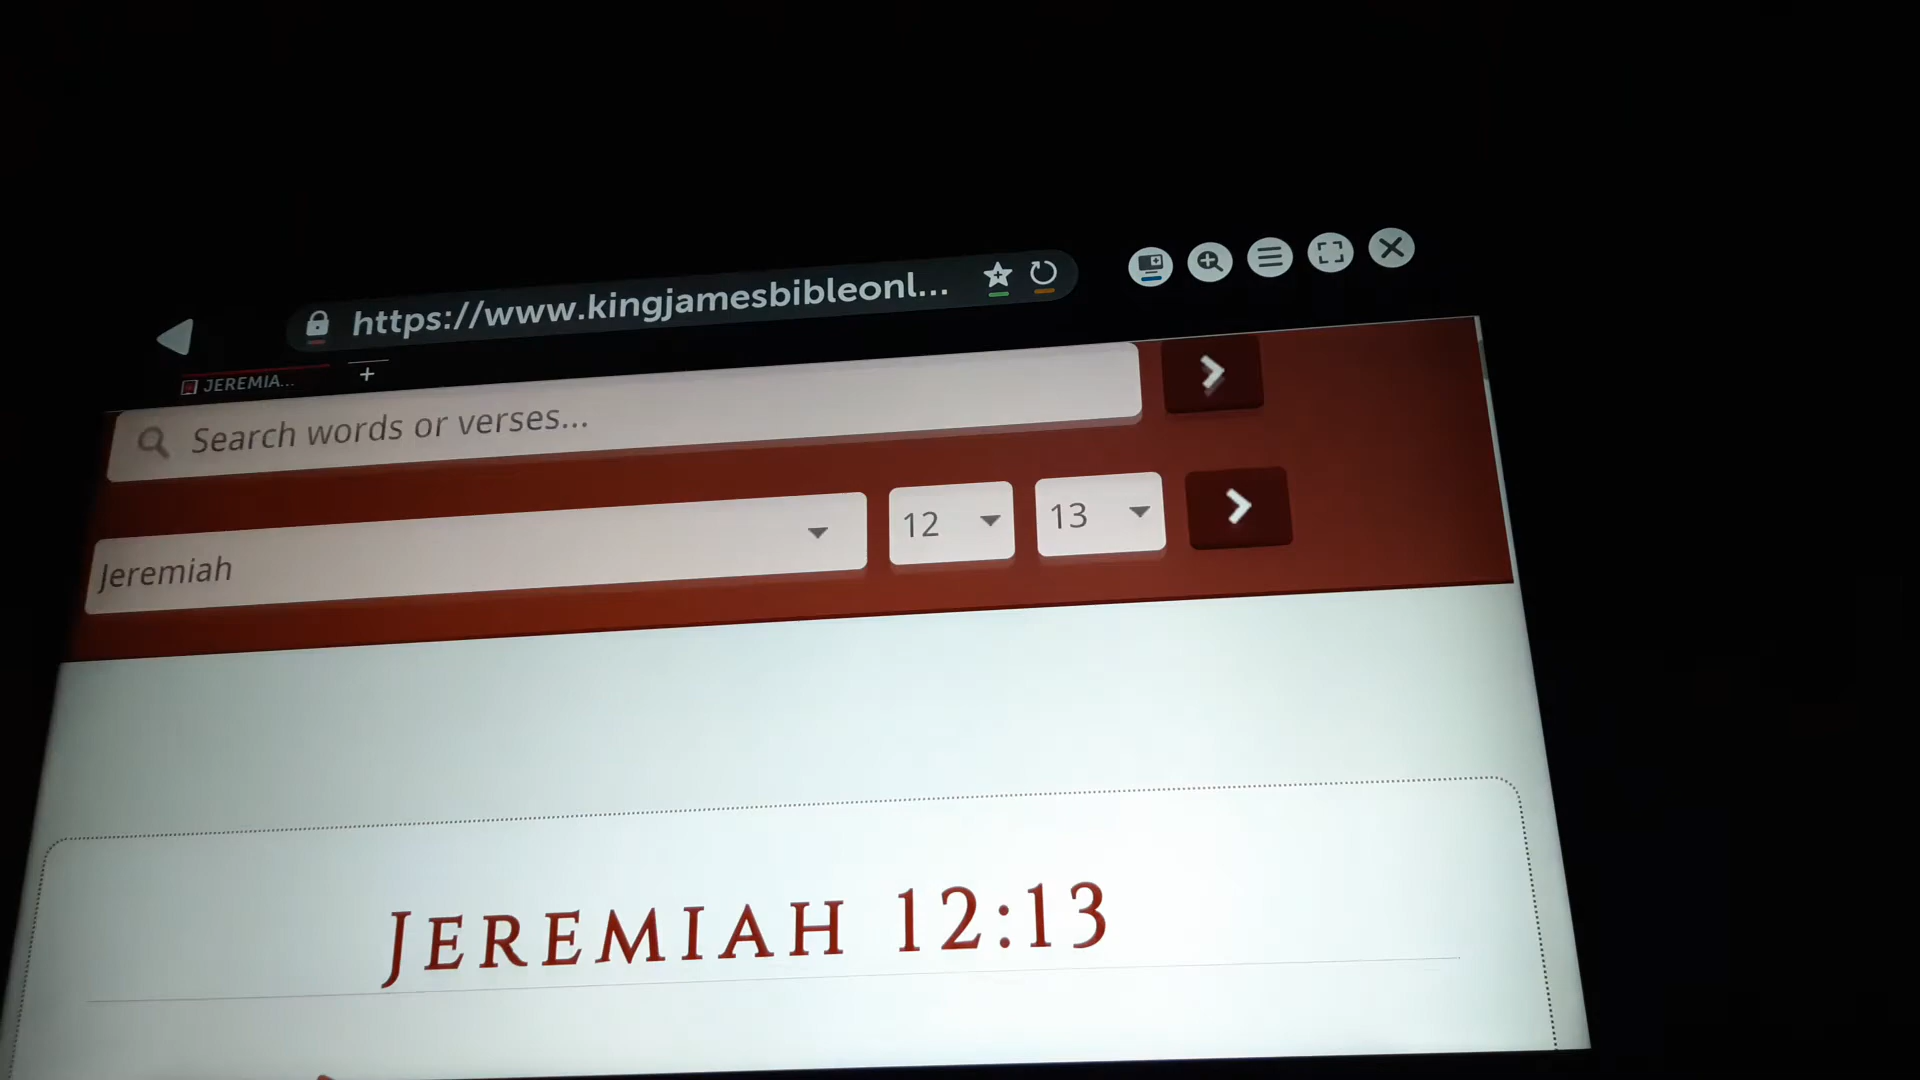 https://www.kingjamesbibleonl...
JEREMIA...
+
Search words or verses...
Jeremiah 12 13
JEREMIAH 12:13